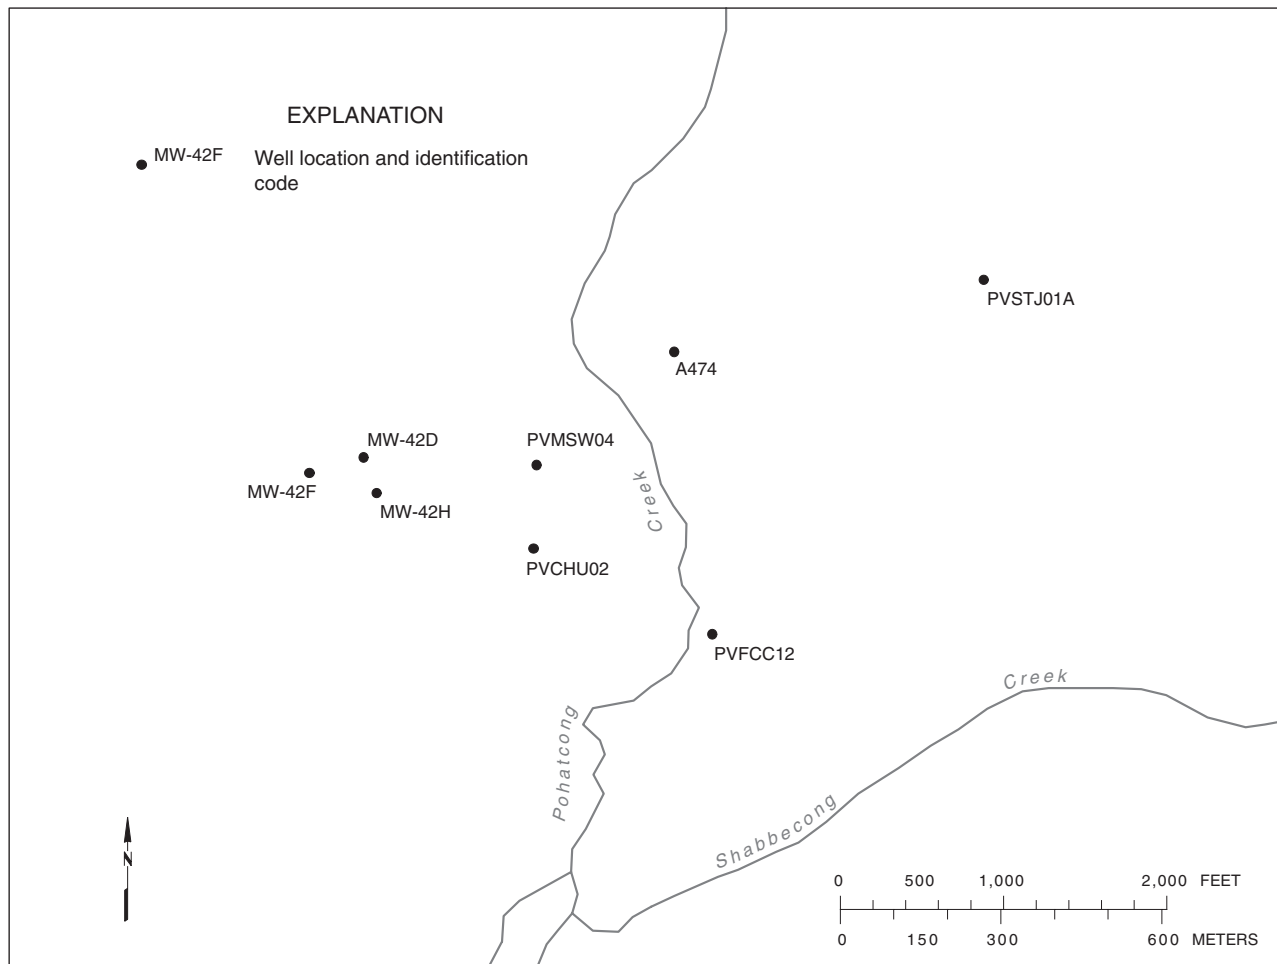 EXPLANATION
MW-42F
Well location and identification
code
PVSTJ01A
A474
MW-42D
PVMSW04
MW-42F
MW-42H
Creek
PVCHU02
PVFCC12
Creek
Pohatcong
Shabbecong
N
0 500 1,000 2,000 FEET
0 150 300 600 METERS